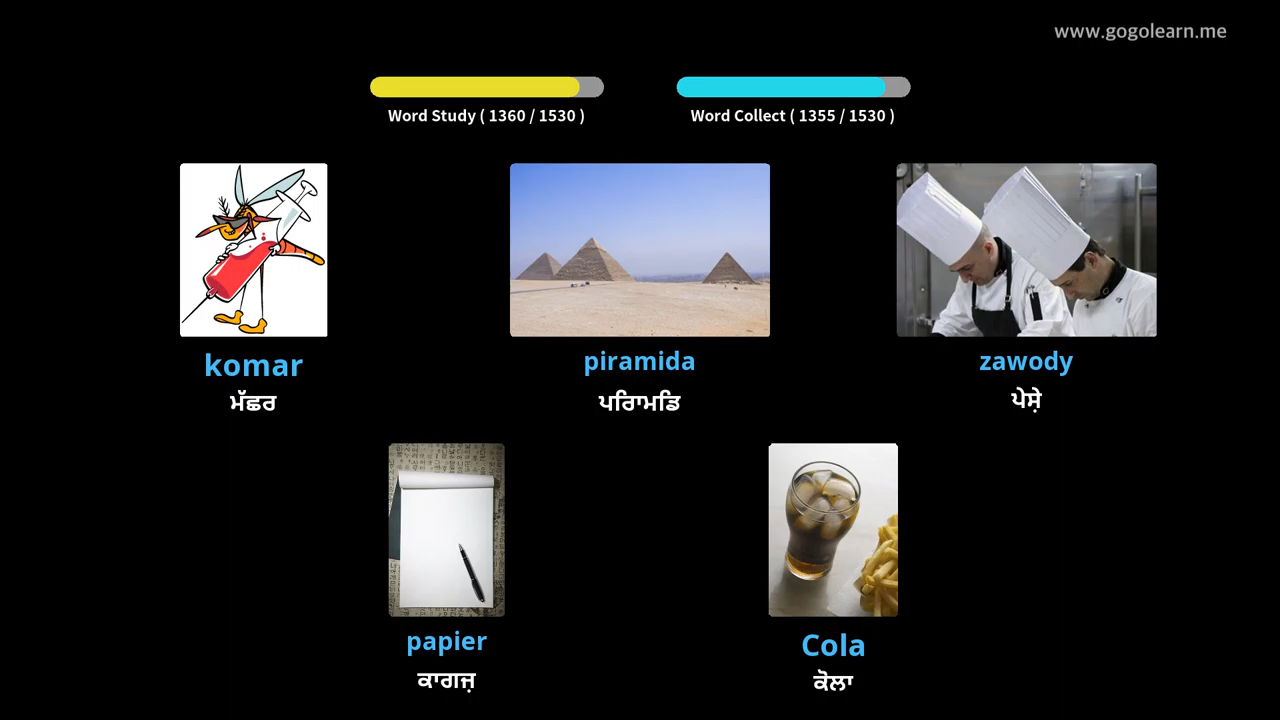 www.gogolearn.me
Word Study ( 1360 / 1530 )
Word Collect ( 1355 / 1530 )
komar
ਮੱਛਰ
piramida
ਪਰਿਾਮਡਿ
zawody
ਪੇਸ਼ੇ
papier
ਕਾਗਜ਼
Cola
ਕੋਲਾ